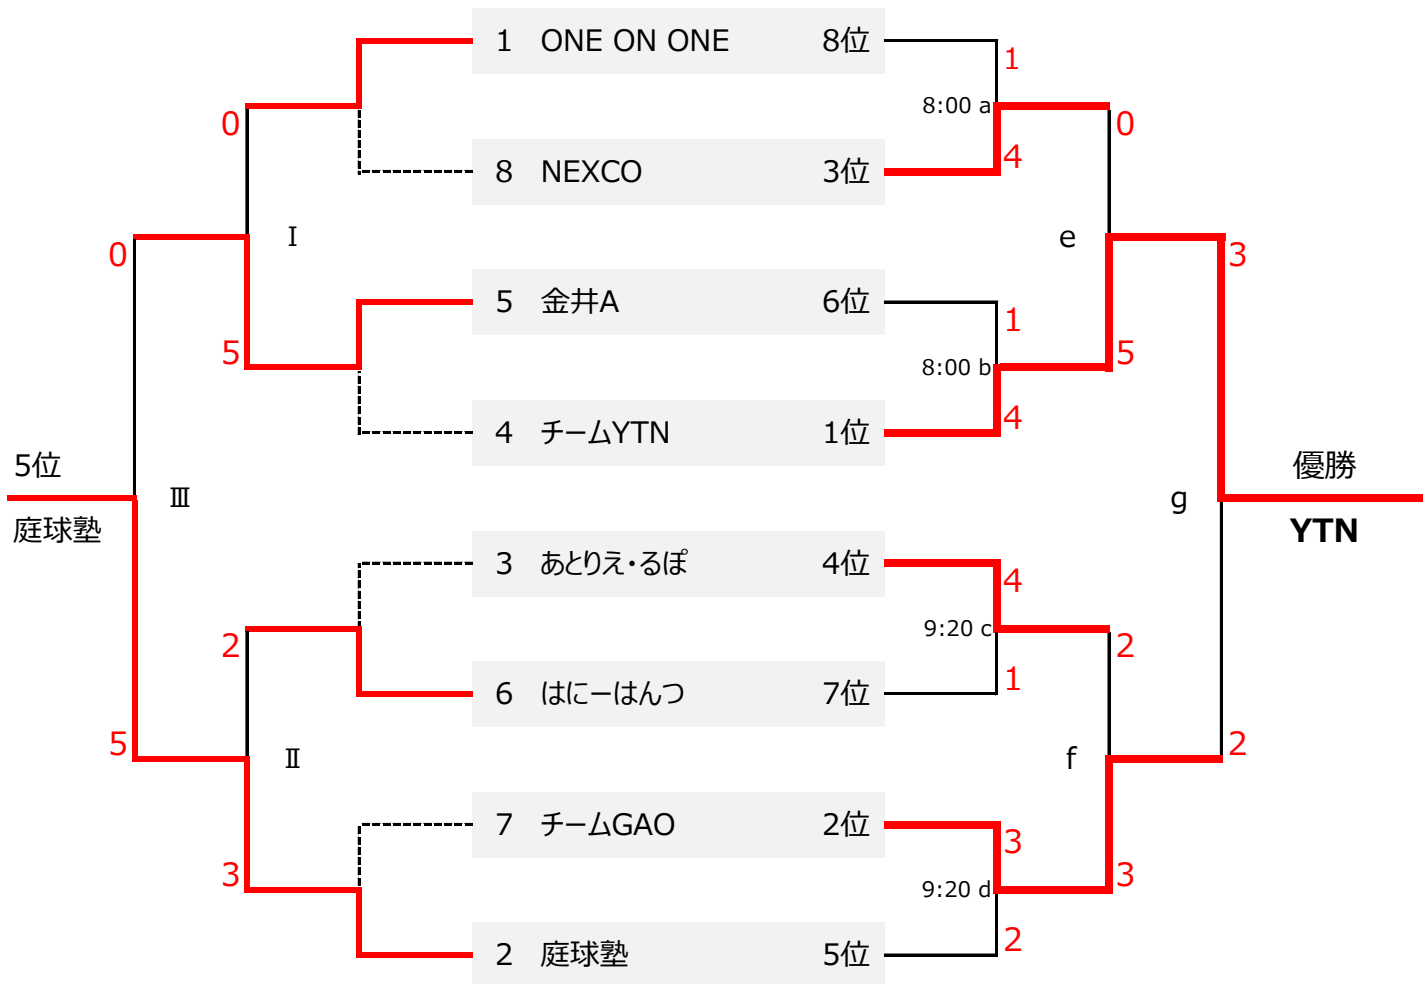 1 ONE ON ONE 8位
1
8:00 a
0
0
4
8 NEXCO 3位
Ⅰ
e
0
3
5 金井A 6位
1
5
8:00 b
5
4
4 チームYTN 1位
5位
優勝
Ⅲ
g
庭球塾
YTN
3 あとりえ・るぽ 4位
4
9:20 c
2
2
1
6 はにーはんつ 7位
5
2
Ⅱ
f
7 チームGAO 2位
3
3
9:20 d
3
2
2 庭球塾 5位